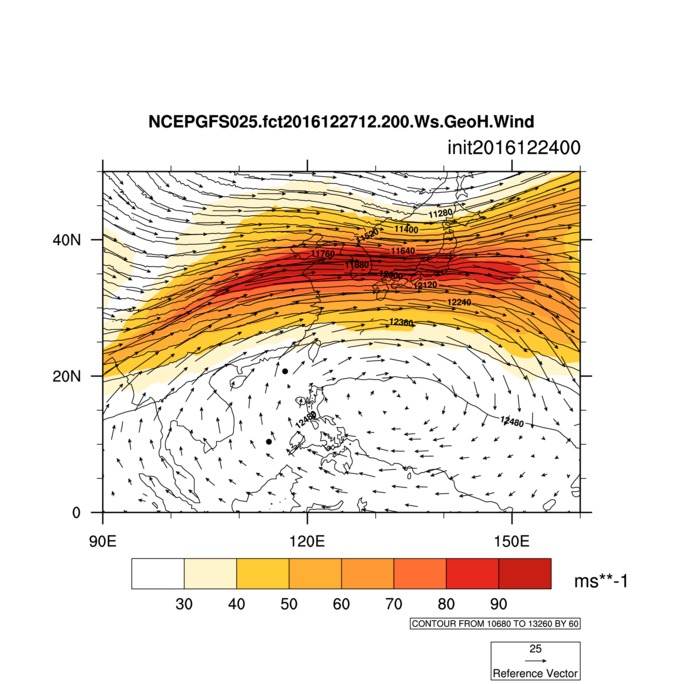 NCEPGFS025.fct2016122712.200.Ws.GeoH.Wind
init2016122400
11280
11400
11520
11640
11760
11880
12000
12120
12240
12360
12480
12480
40N
20N
0
90E 120E 150E
30 40 50 60 70 80 90
ms**-1
CONTOUR FROM 10680 TO 13260 BY 60
25
Reference Vector